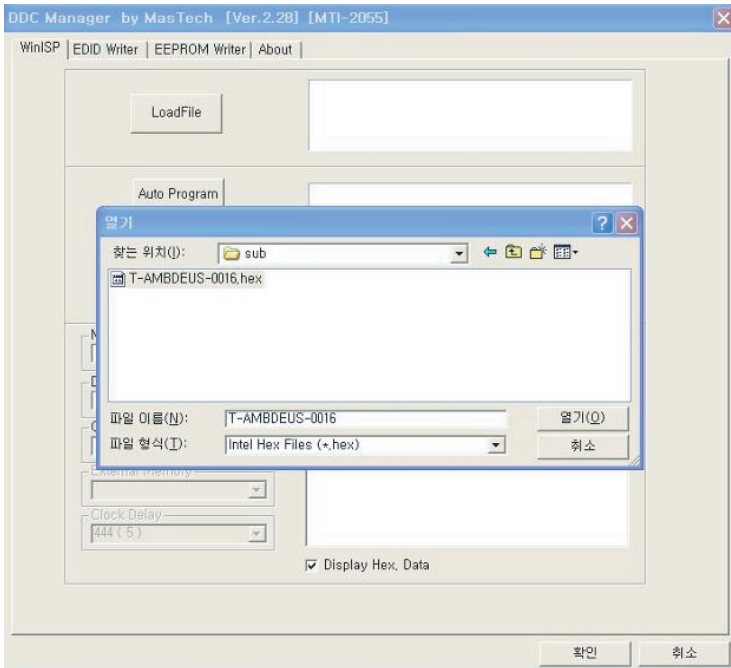 DDC Manager by MasTech [Ver.2.28] [MTI-2055]
WinISP | EDID Writer | EEPROM Writer | About
LoadFile
Auto Program
열기
찾는 위치(I): sub
T-AMBDEUS-0016.hex
파일 이름(N): T-AMBDEUS-0016 열기(O)
파일 형식(T): Intel Hex Files (*.hex) 취소
External Memory
Clock Delay
444 ( 5 )
Display Hex. Data
확인 취소